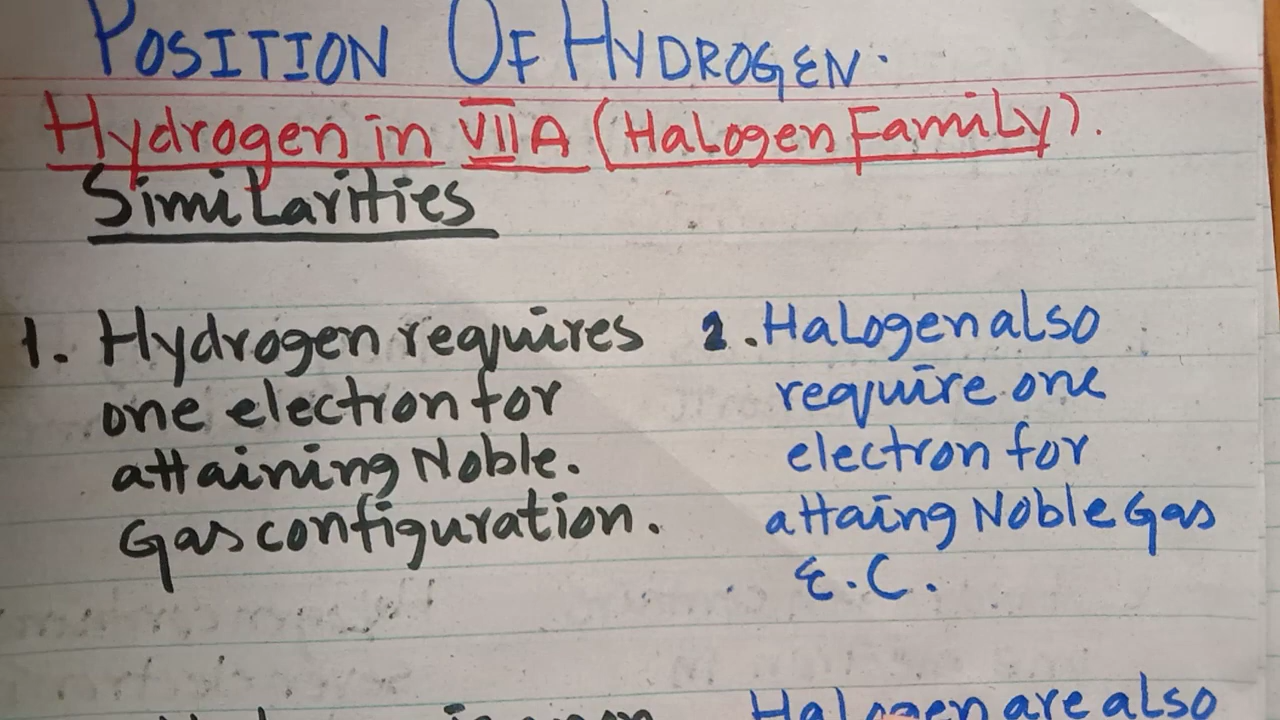 POSITION OF HYDROGEN.
Hydrogen in VIIA (Halogen Family).
Similarities
1. Hydrogen requires
one electron for
attaining Noble.
Gas configuration.
2. Halogen also
require one
electron for
attaing Noble Gas
E.C.
Halogen are also